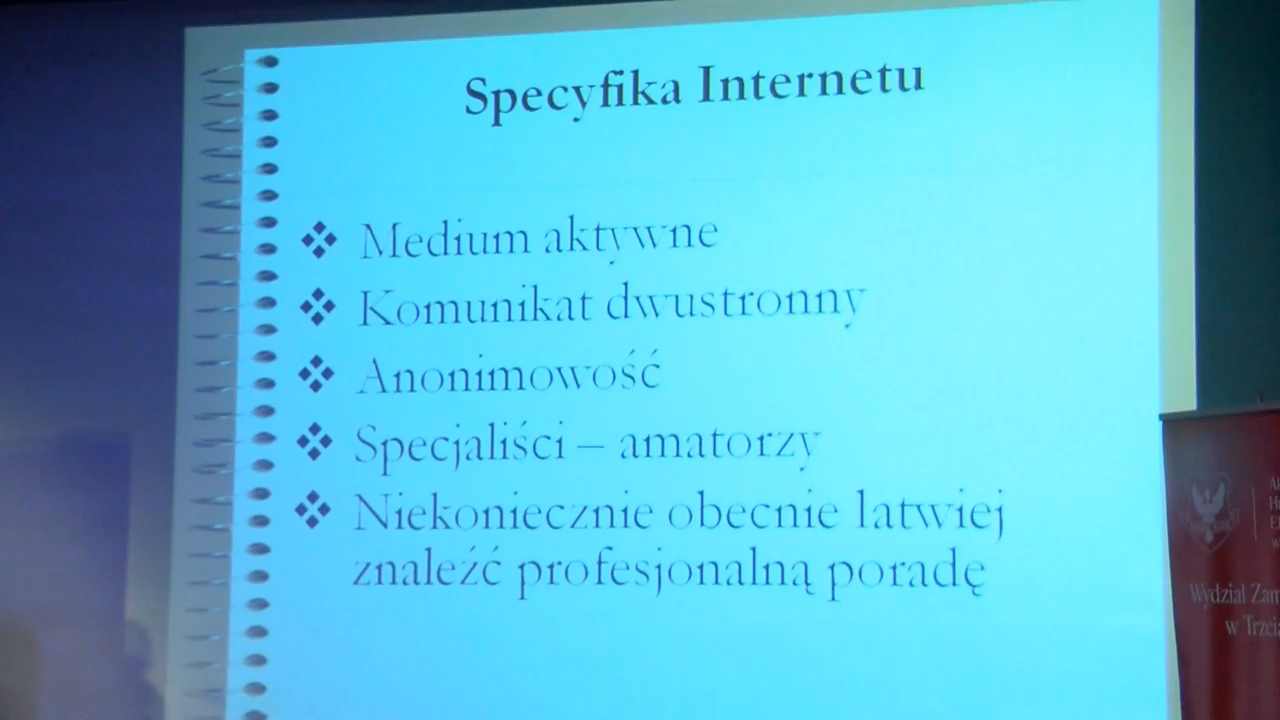 Specyfika Internetu
Medium aktywne
Komunikat dwustronny
Anonimowość
Specjaliści – amatorzy
Niekoniecznie obecnie łatwiej
znaleźć profesjonalną poradę
Wydział Zam
w Trzcia